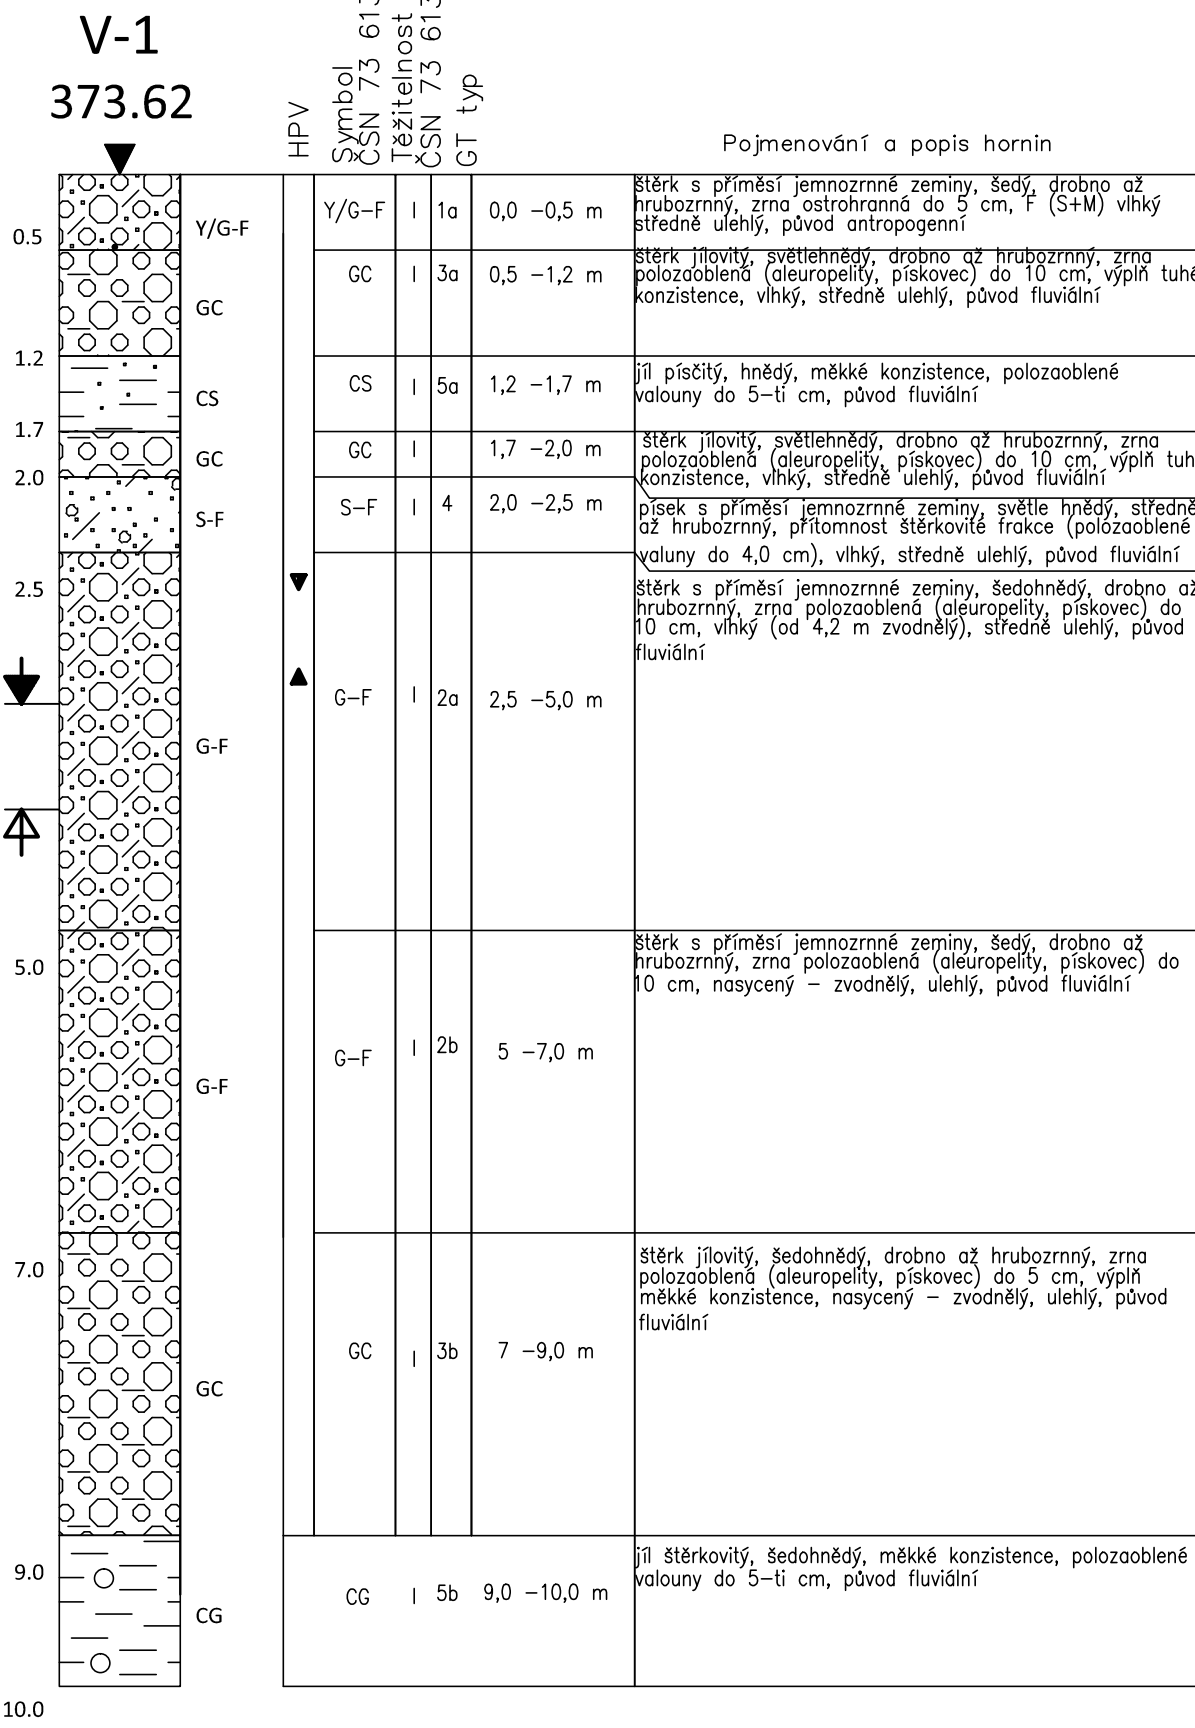 V-1
373.62
HPV
Symbol
ČSN 73 613
Těžitelnost
ČSN 73 613
GT typ
Pojmenování a popis hornin
Y/G-F
Y/G–F I 1a 0,0 –0,5 m
štěrk s příměsí jemnozrnné zeminy, šedý, drobno až
hrubozrnný, zrna ostrohranná do 5 cm, F (S+M) vlhký
středně ulehlý, původ antropogenní
0.5
GC
GC I 3a 0,5 –1,2 m
štěrk jílovitý, světlehnědý, drobno až hrubozrnný, zrna
polozaoblená (aleuropelity, pískovec) do 10 cm, výplň tuhé
konzistence, vlhký, středně ulehlý, původ fluviální
1.2
CS
CS I 5a 1,2 –1,7 m
jíl písčitý, hnědý, měkké konzistence, polozaoblené
valouny do 5–ti cm, původ fluviální
1.7
GC
GC I 1,7 –2,0 m
štěrk jílovitý, světlehnědý, drobno až hrubozrnný, zrna
polozaoblená (aleuropelity, pískovec) do 10 cm, výplň tuh
konzistence, vlhký, středně ulehlý, původ fluviální
2.0
S-F
S–F I 4 2,0 –2,5 m
písek s příměsí jemnozrnné zeminy, světle hnědý, středně
až hrubozrnný, přítomnost štěrkovité frakce (polozaoblené
valuny do 4,0 cm), vlhký, středně ulehlý, původ fluviální
2.5
G-F
G–F I 2a 2,5 –5,0 m
štěrk s příměsí jemnozrnné zeminy, šedohnědý, drobno až
hrubozrnný, zrna polozaoblená (aleuropelity, pískovec) do
10 cm, vlhký (od 4,2 m zvodnělý), středně ulehlý, původ
fluviální
5.0
G-F
G–F I 2b 5 –7,0 m
štěrk s příměsí jemnozrnné zeminy, šedý, drobno až
hrubozrnný, zrna polozaoblená (aleuropelity, pískovec) do
10 cm, nasycený – zvodnělý, ulehlý, původ fluviální
7.0
GC
GC I 3b 7 –9,0 m
štěrk jílovitý, šedohnědý, drobno až hrubozrnný, zrna
polozaoblená (aleuropelity, pískovec) do 5 cm, výplň
měkké konzistence, nasycený – zvodnělý, ulehlý, původ
fluviální
9.0
CG
CG I 5b 9,0 –10,0 m
jíl štěrkovitý, šedohnědý, měkké konzistence, polozaoblené
valouny do 5–ti cm, původ fluviální
10.0